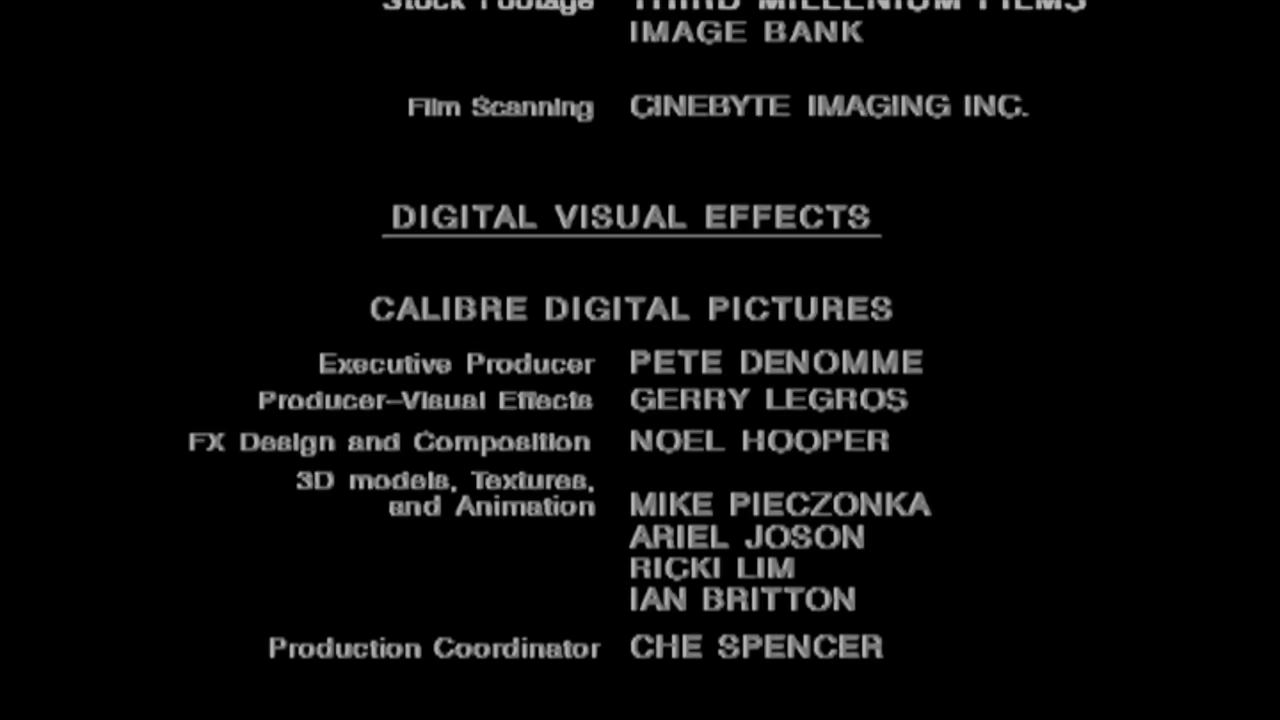 Stock Footage THIRD MILLENIUM FILMS
IMAGE BANK
Film Scanning CINEBYTE IMAGING INC.
DIGITAL VISUAL EFFECTS
CALIBRE DIGITAL PICTURES
Executive Producer PETE DENOMME
Producer–Visual Effects GERRY LEGROS
FX Design and Composition NOEL HOOPER
3D models, Textures,
and Animation MIKE PIECZONKA
ARIEL JOSON
RICKI LIM
IAN BRITTON
Production Coordinator CHE SPENCER